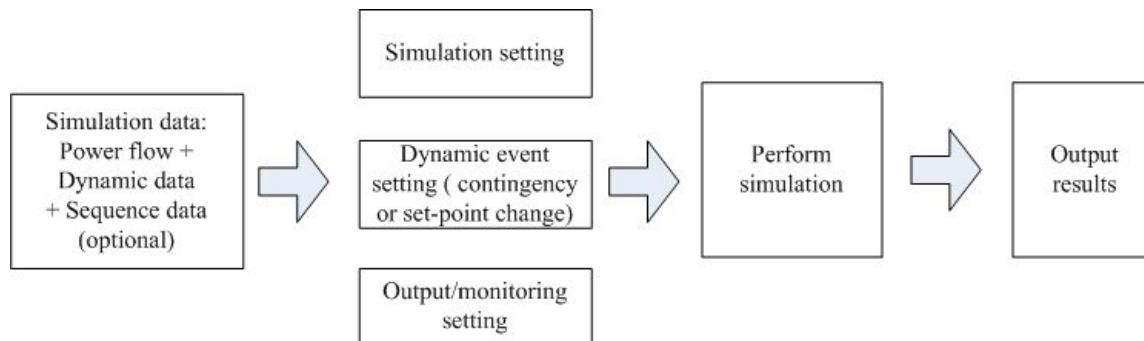 Simulation data:
Power flow +
Dynamic data
+ Sequence data
(optional)
Simulation setting
Dynamic event
setting ( contingency
or set-point change)
Output/monitoring
setting
Perform
simulation
Output
results